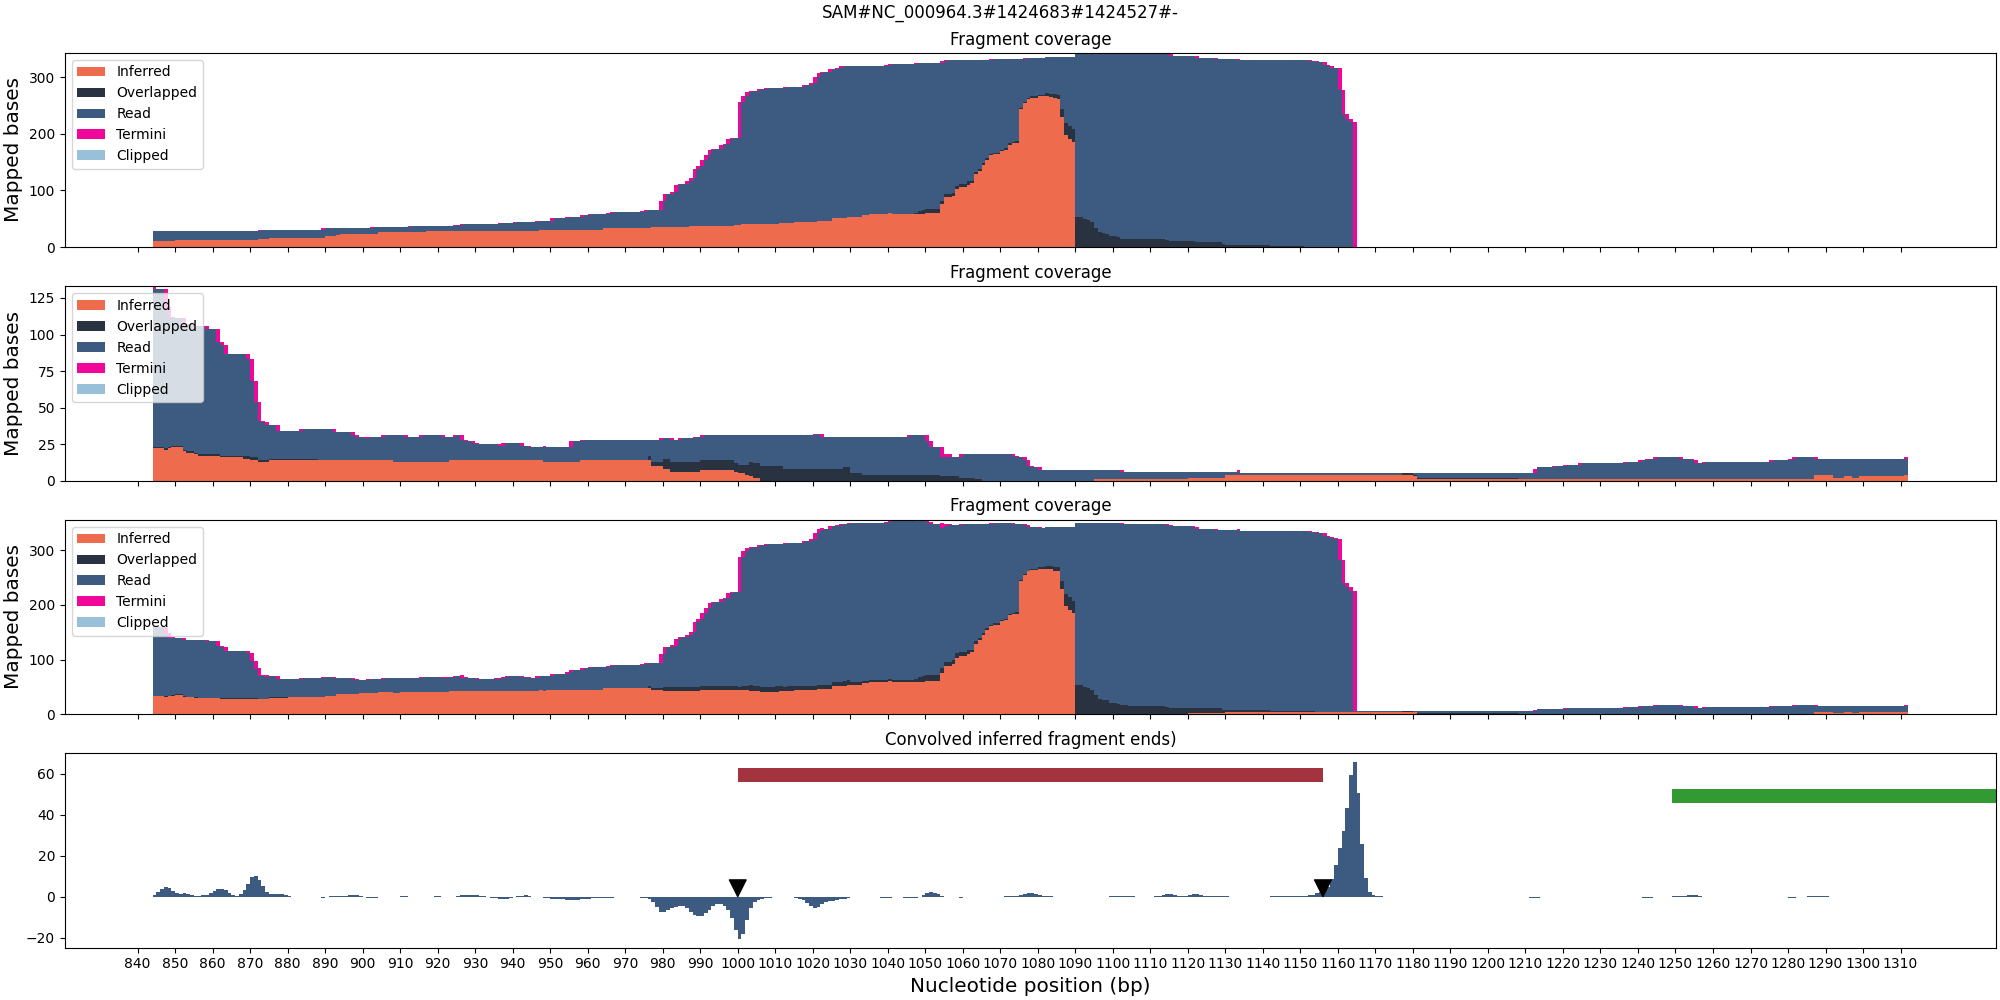 SAM#NC_000964.3#1424683#1424527#-
Fragment coverage
Mapped bases
300
200
100
0
Inferred
Overlapped
Read
Termini
Clipped
Fragment coverage
Mapped bases
125
100
75
50
25
0
Inferred
Overlapped
Read
Termini
Clipped
Fragment coverage
Mapped bases
300
200
100
0
Inferred
Overlapped
Read
Termini
Clipped
Convolved inferred fragment ends)
60
40
20
0
−20
840 850 860 870 880 890 900 910 920 930 940 950 960 970 980 990 1000 1010 1020 1030 1040 1050 1060 1070 1080 1090 1100 1110 1120 1130 1140 1150 1160 1170 1180 1190 1200 1210 1220 1230 1240 1250 1260 1270 1280 1290 1300 1310
Nucleotide position (bp)